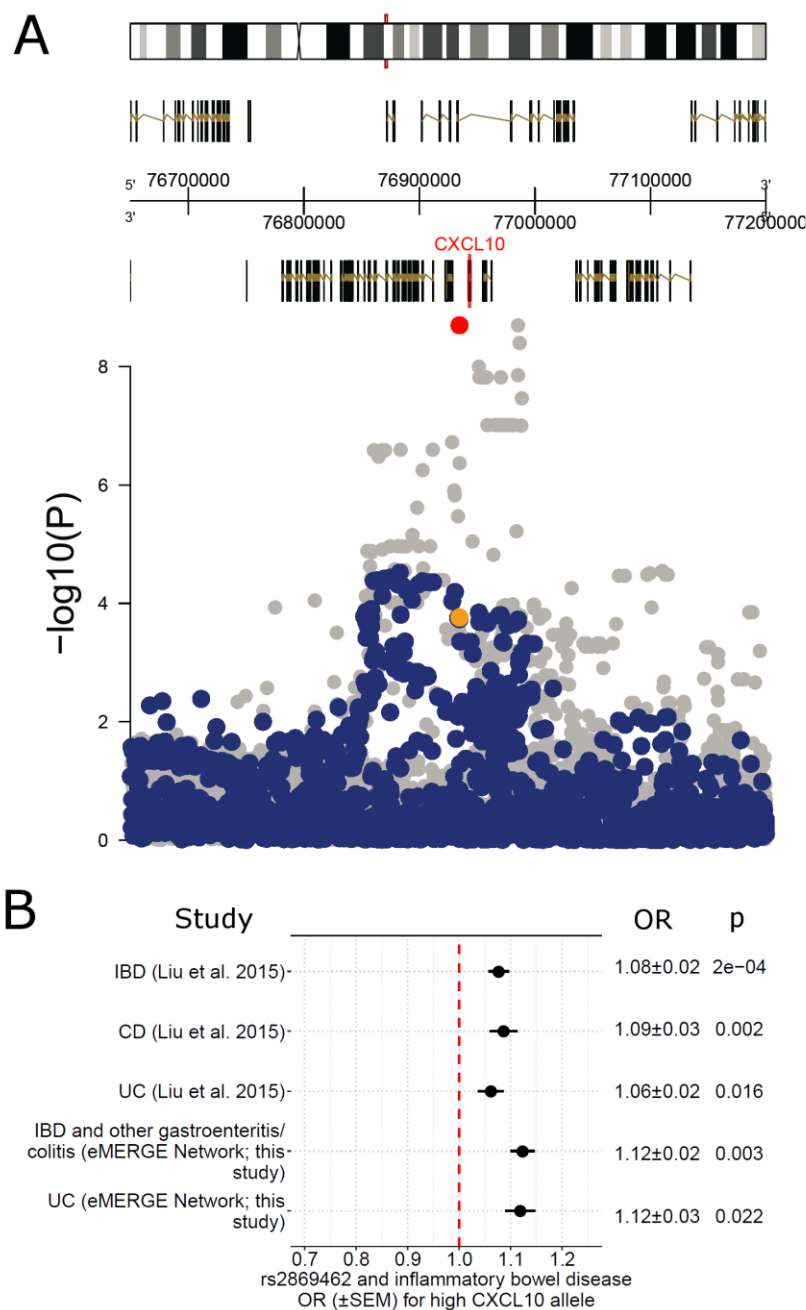 A
5' 76700000 76900000 77100000 3'
3' 76800000 77000000 77200000 5'
CXCL10
8
6
4
2
0
−log10(P)
B
Study OR p
IBD (Liu et al. 2015) 1.08±0.02 2e−04
CD (Liu et al. 2015) 1.09±0.03 0.002
UC (Liu et al. 2015) 1.06±0.02 0.016
IBD and other gastroenteritis/
colitis (eMERGE Network; this 1.12±0.02 0.003
study)
UC (eMERGE Network; this 1.12±0.03 0.022
study)
0.7 0.8 0.9 1.0 1.1 1.2
rs2869462 and inflammatory bowel disease
OR (±SEM) for high CXCL10 allele